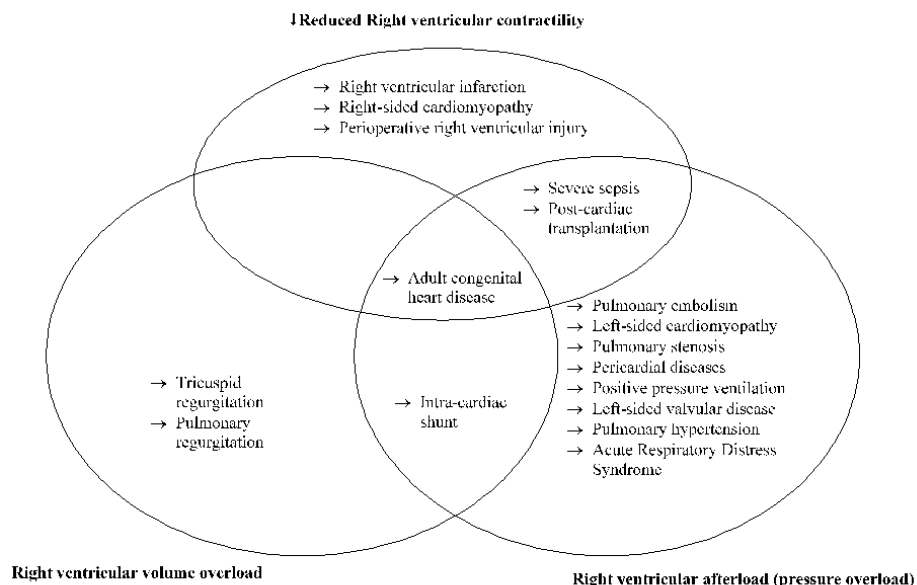 ↓Reduced Right ventricular contractility
→ Right ventricular infarction
→ Right-sided cardiomyopathy
→ Perioperative right ventricular injury
→ Severe sepsis
→ Post-cardiac
transplantation
→ Adult congenital
heart disease
→ Pulmonary embolism
→ Left-sided cardiomyopathy
→ Pulmonary stenosis
→ Pericardial diseases
→ Positive pressure ventilation
→ Left-sided valvular disease
→ Pulmonary hypertension
→ Acute Respiratory Distress
Syndrome
→ Tricuspid
regurgitation
→ Pulmonary
regurgitation
→ Intra-cardiac
shunt
Right ventricular volume overload
Right ventricular afterload (pressure overload)